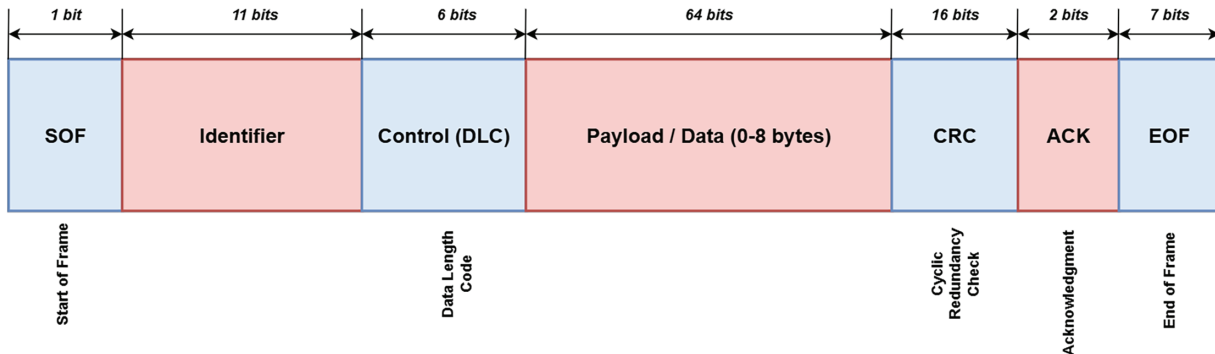 1 bit
11 bits
6 bits
64 bits
16 bits
2 bits
7 bits
SOF
Identifier
Control (DLC)
Payload / Data (0-8 bytes)
CRC
ACK
EOF
Start of Frame
Data Length
Code
Cyclic
Redundancy
Check
Acknowledgment
End of Frame